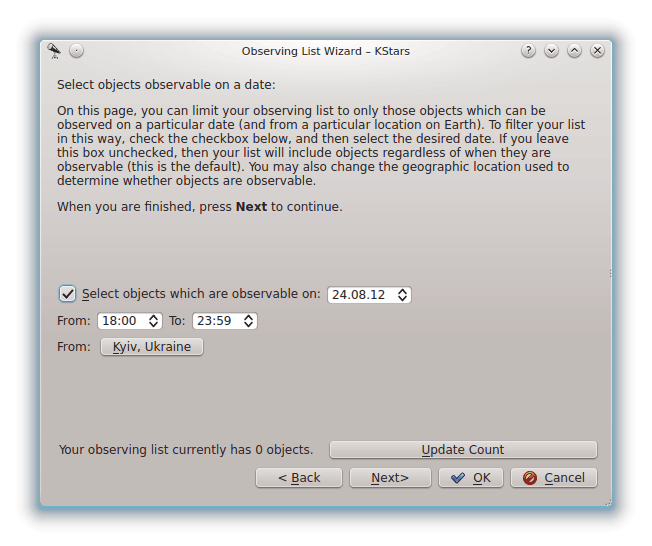 Observing List Wizard – KStars
Select objects observable on a date:
On this page, you can limit your observing list to only those objects which can be
observed on a particular date (and from a particular location on Earth). To filter your list
in this way, check the checkbox below, and then select the desired date. If you leave
this box unchecked, then your list will include objects regardless of when they are
observable (this is the default). You may also change the geographic location used to
determine whether objects are observable.
When you are finished, press Next to continue.
Select objects which are observable on: 24.08.12
From: 18:00 To: 23:59
From: Kyiv, Ukraine
Your observing list currently has 0 objects. Update Count
< Back Next> OK Cancel